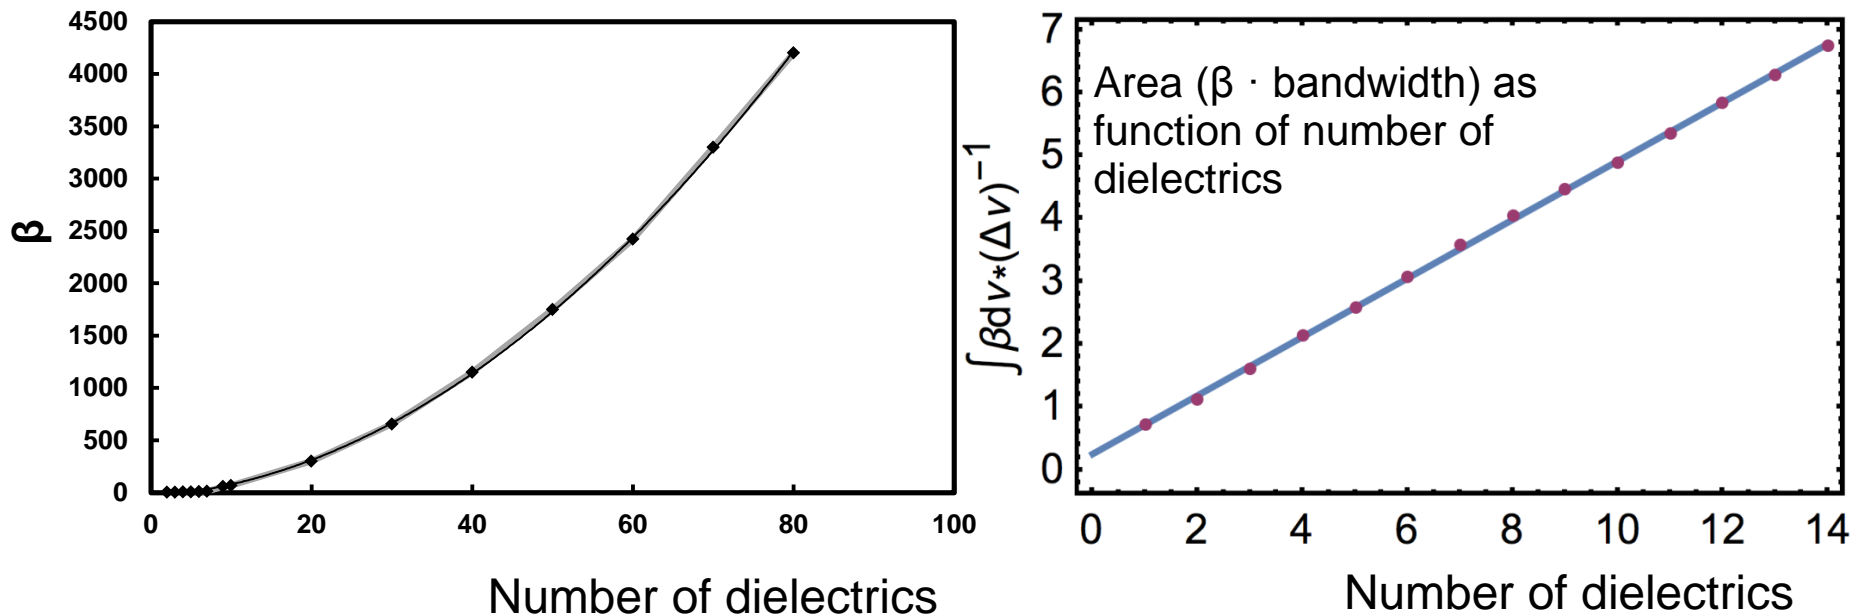 4500
4000
3500
3000
2500
2000
1500
1000
500
0
β
0 20 40 60 80 100
Number of dielectrics
7
6
5
4
3
2
1
0
∫βdν*(Δν)⁻¹
Area (β · bandwidth) as
function of number of
dielectrics
0 2 4 6 8 10 12 14
Number of dielectrics